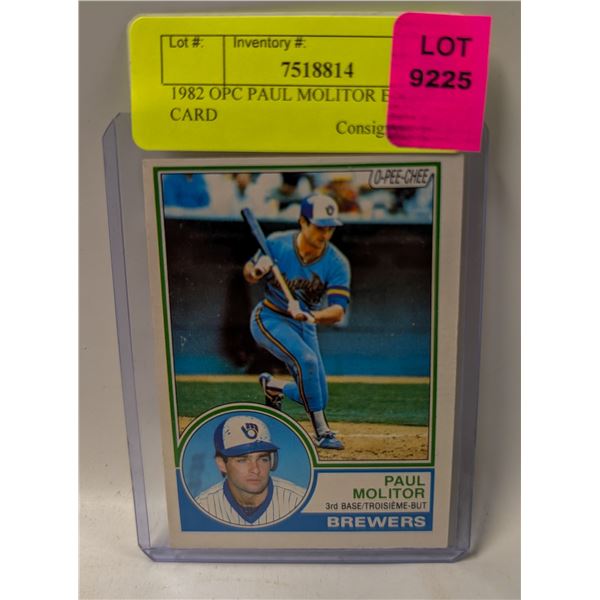 Lot #: Inventory #:
7518814
LOT
9225
1982 OPC PAUL MOLITOR
CARD
O-PEE-CHEE
PAUL
MOLITOR
3rd BASE/TROISIÈME-BUT
BREWERS